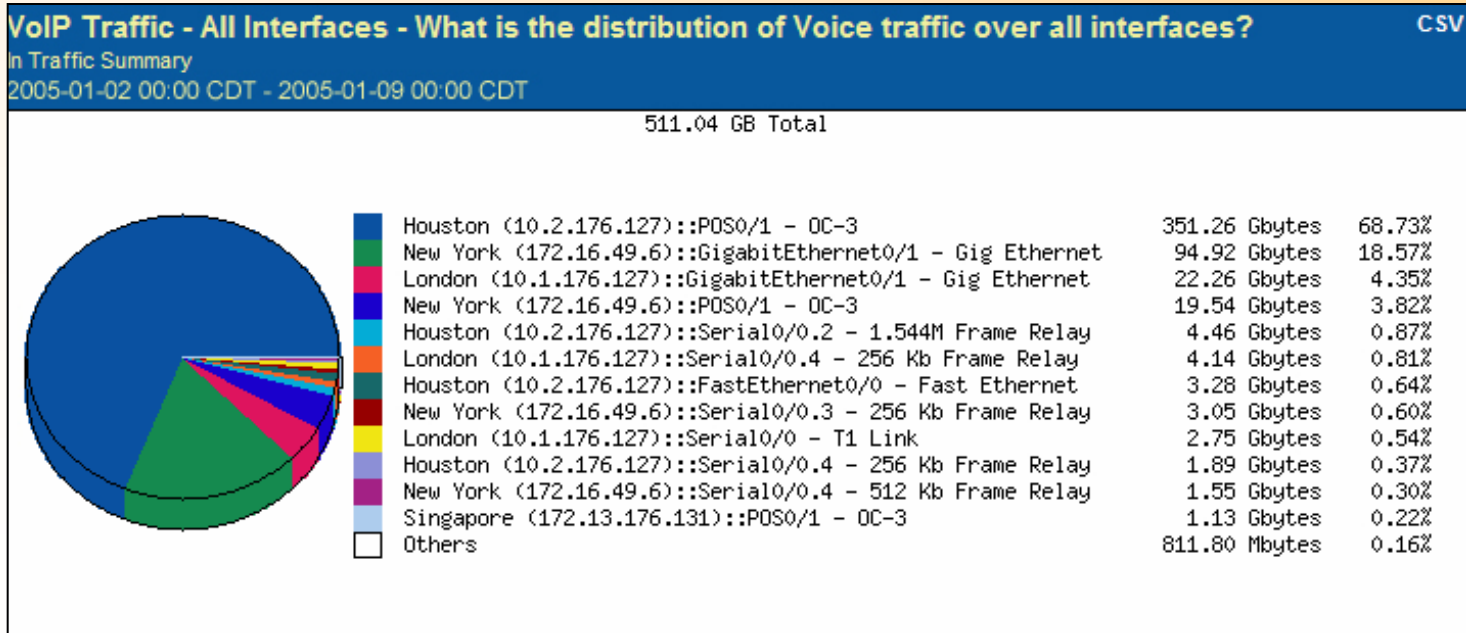 VoIP Traffic - All Interfaces - What is the distribution of Voice traffic over all interfaces? CSV
In Traffic Summary
2005-01-02 00:00 CDT - 2005-01-09 00:00 CDT
511.04 GB Total
Houston (10.2.176.127)::POS0/1 - OC-3 351.26 Gbytes 68.73%
New York (172.16.49.6)::GigabitEthernet0/1 - Gig Ethernet 94.92 Gbytes 18.57%
London (10.1.176.127)::GigabitEthernet0/1 - Gig Ethernet 22.26 Gbytes 4.35%
New York (172.16.49.6)::POS0/1 - OC-3 19.54 Gbytes 3.82%
Houston (10.2.176.127)::Serial0/0.2 - 1.544M Frame Relay 4.46 Gbytes 0.87%
London (10.1.176.127)::Serial0/0.4 - 256 Kb Frame Relay 4.14 Gbytes 0.81%
Houston (10.2.176.127)::FastEthernet0/0 - Fast Ethernet 3.28 Gbytes 0.64%
New York (172.16.49.6)::Serial0/0.3 - 256 Kb Frame Relay 3.05 Gbytes 0.60%
London (10.1.176.127)::Serial0/0 - T1 Link 2.75 Gbytes 0.54%
Houston (10.2.176.127)::Serial0/0.4 - 256 Kb Frame Relay 1.89 Gbytes 0.37%
New York (172.16.49.6)::Serial0/0.4 - 512 Kb Frame Relay 1.55 Gbytes 0.30%
Singapore (172.13.176.131)::POS0/1 - OC-3 1.13 Gbytes 0.22%
Others 811.80 Mbytes 0.16%